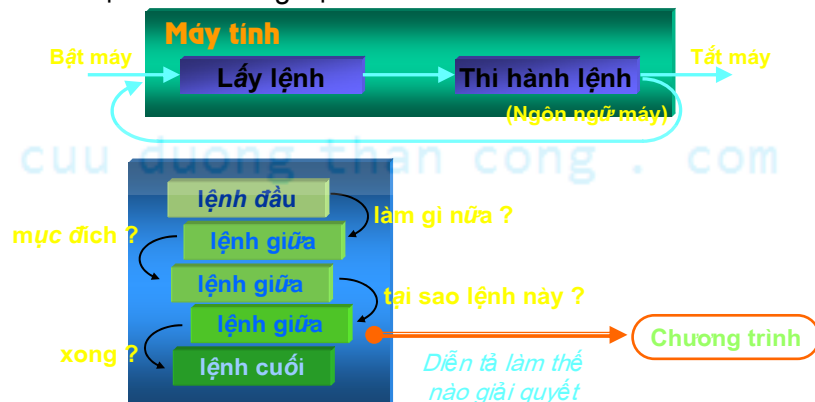 Máy tính
Bật máy
Tắt máy
Lấy lệnh
Thi hành lệnh
(Ngôn ngữ máy)
cuu duong than cong . com
lệnh đầu
làm gì nữa ?
mục đích ?
lệnh giữa
lệnh giữa
tại sao lệnh này ?
lệnh giữa
Chương trình
xong ?
lệnh cuối
Diễn tả làm thế
nào giải quyết